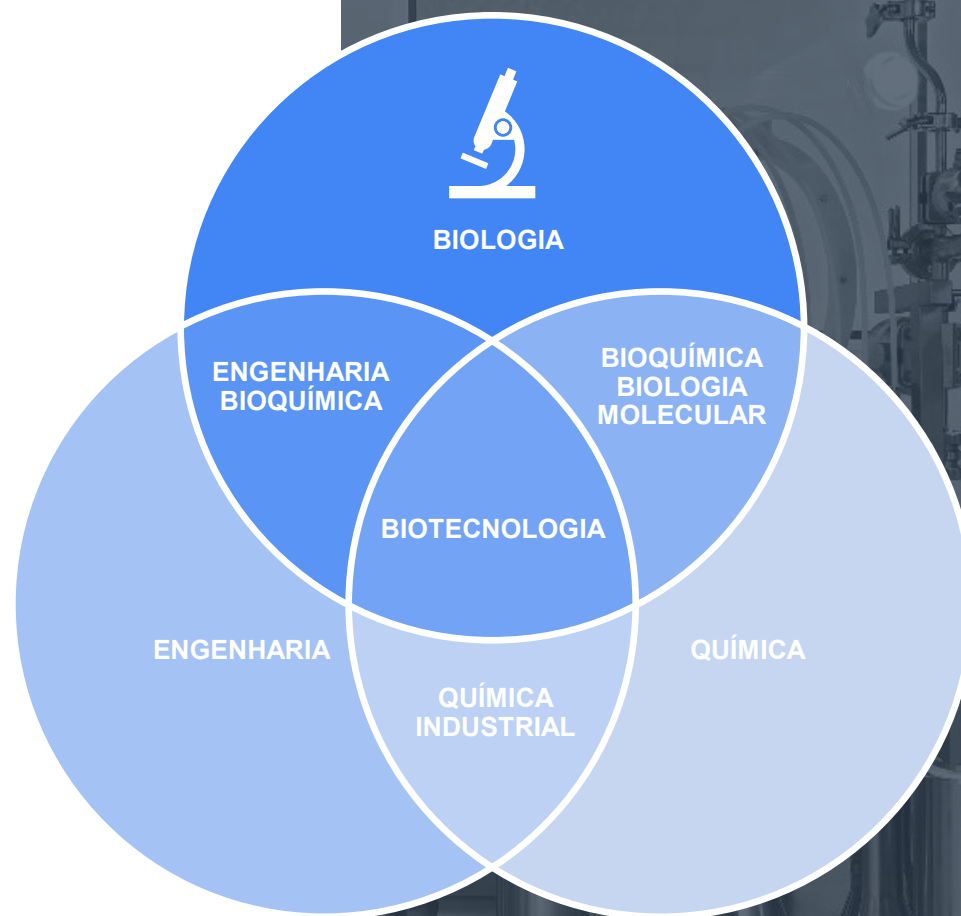 BIOLOGIA
ENGENHARIA
BIOQUÍMICA
BIOQUÍMICA
BIOLOGIA
MOLECULAR
BIOTECNOLOGIA
ENGENHARIA
QUÍMICA
QUÍMICA
INDUSTRIAL